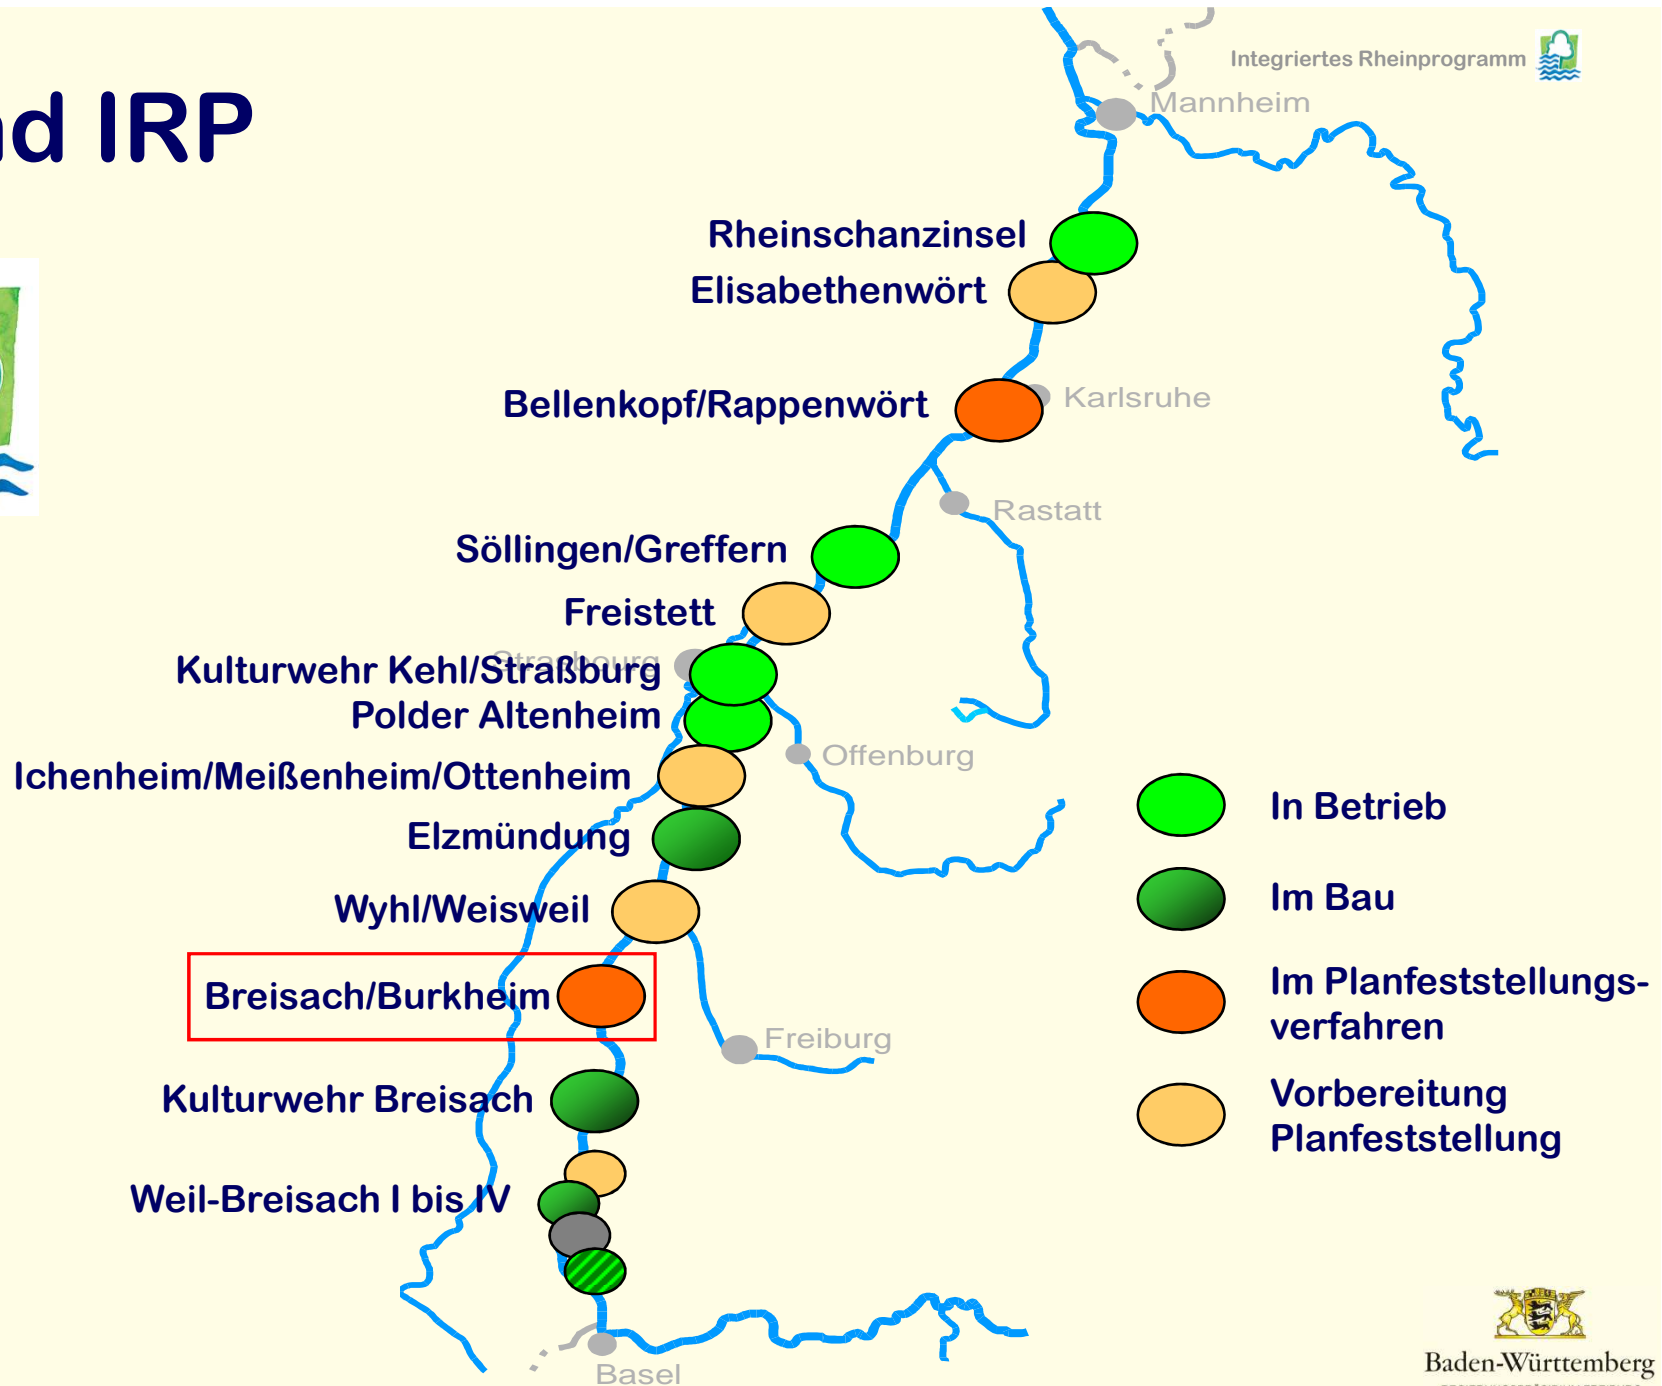 Integriertes Rheinprogramm
d IRP
Mannheim
Rheinschanzinsel
Elisabethenwört
Bellenkopf/Rappenwört
Karlsruhe
Rastatt
Söllingen/Greffern
Freistett
Strasbourg
Kulturwehr Kehl/Straßburg
Polder Altenheim
Offenburg
Ichenheim/Meißenheim/Ottenheim
In Betrieb
Elzmündung
Im Bau
Wyhl/Weisweil
Breisach/Burkheim
Im Planfeststellungs-
verfahren
Freiburg
Kulturwehr Breisach
Vorbereitung
Planfeststellung
Weil-Breisach I bis IV
Basel
Baden-Württemberg